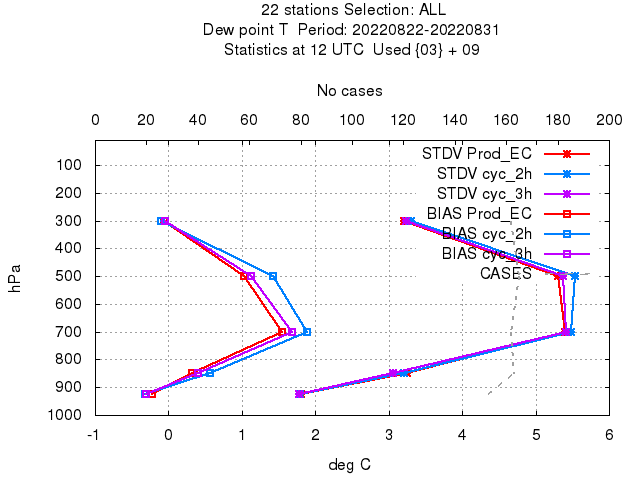 22 stations Selection: ALL
Dew point T  Period: 20220822-20220831
Statistics at 12 UTC  Used {03} + 09
No cases
0 20 40 60 80 100 120 140 160 180 200
STDV Prod_EC
STDV cyc_2h
STDV cyc_3h
BIAS Prod_EC
BIAS cyc_2h
BIAS cyc_3h
CASES
hPa
100
200
300
400
500
600
700
800
900
1000
-1 0 1 2 3 4 5 6
deg C